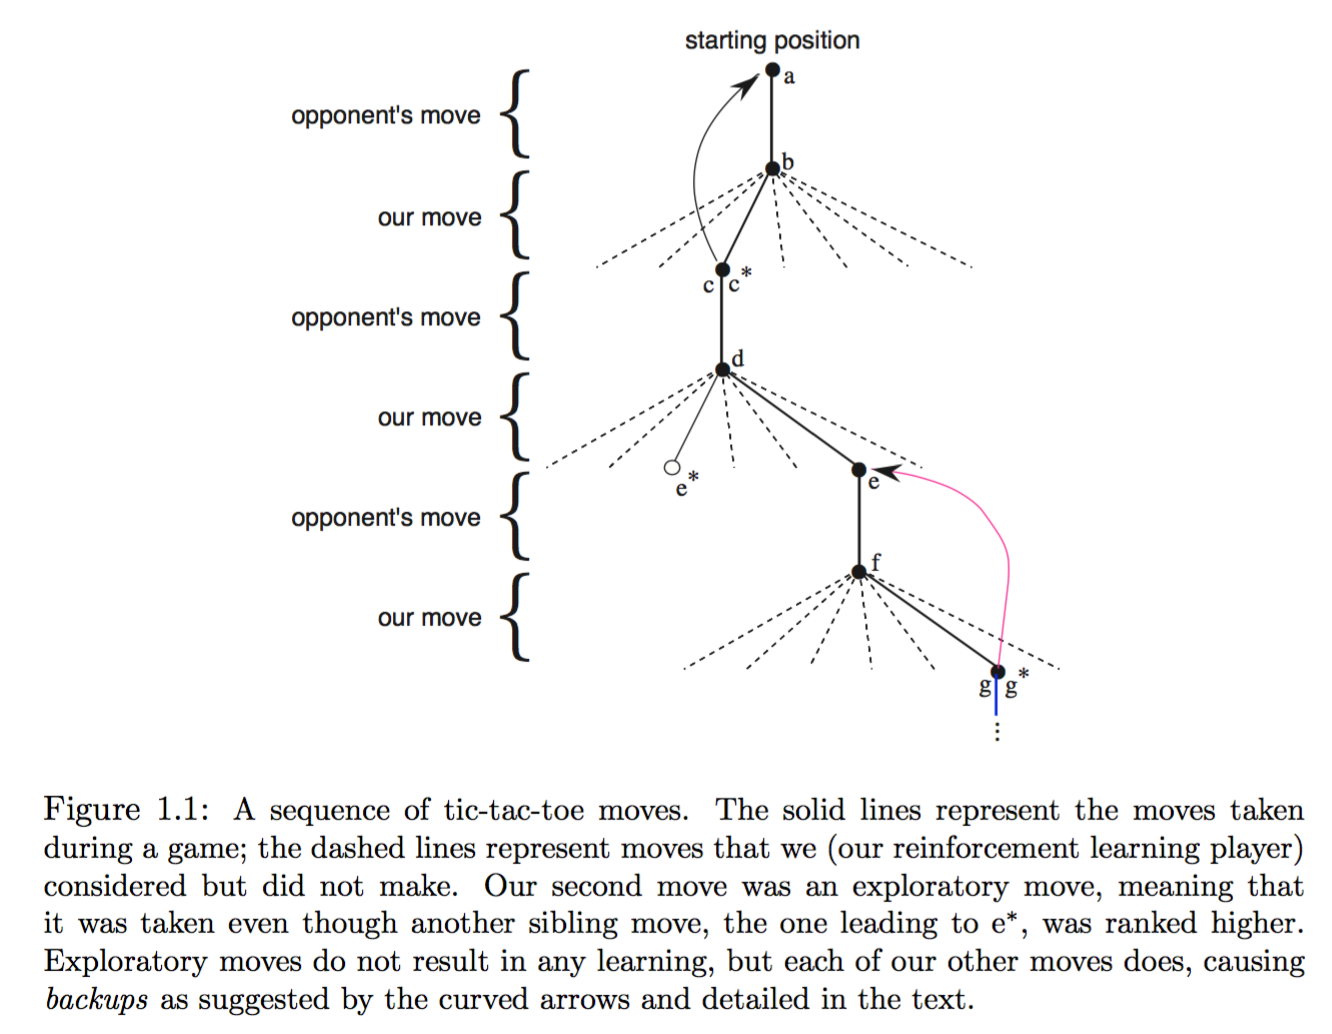 starting position
a
opponent's move
b
our move
c c*
opponent's move
d
our move
e*
e
opponent's move
f
our move
g g*
Figure 1.1: A sequence of tic-tac-toe moves. The solid lines represent the moves taken
during a game; the dashed lines represent moves that we (our reinforcement learning player)
considered but did not make. Our second move was an exploratory move, meaning that
it was taken even though another sibling move, the one leading to e*, was ranked higher.
Exploratory moves do not result in any learning, but each of our other moves does, causing
backups as suggested by the curved arrows and detailed in the text.